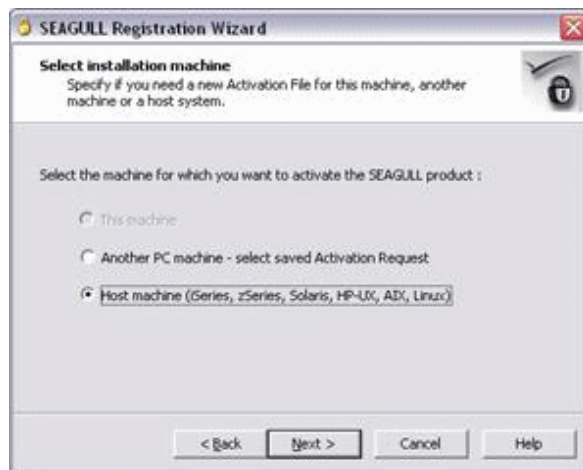 SEAGULL Registration Wizard
Select installation machine
Specify if you need a new Activation File for this machine, another
machine or a host system.
Select the machine for which you want to activate the SEAGULL product :
This machine
Another PC machine - select saved Activation Request
Host machine (iSeries, zSeries, Solaris, HP-UX, AIX, Linux)
< Back
Next >
Cancel
Help